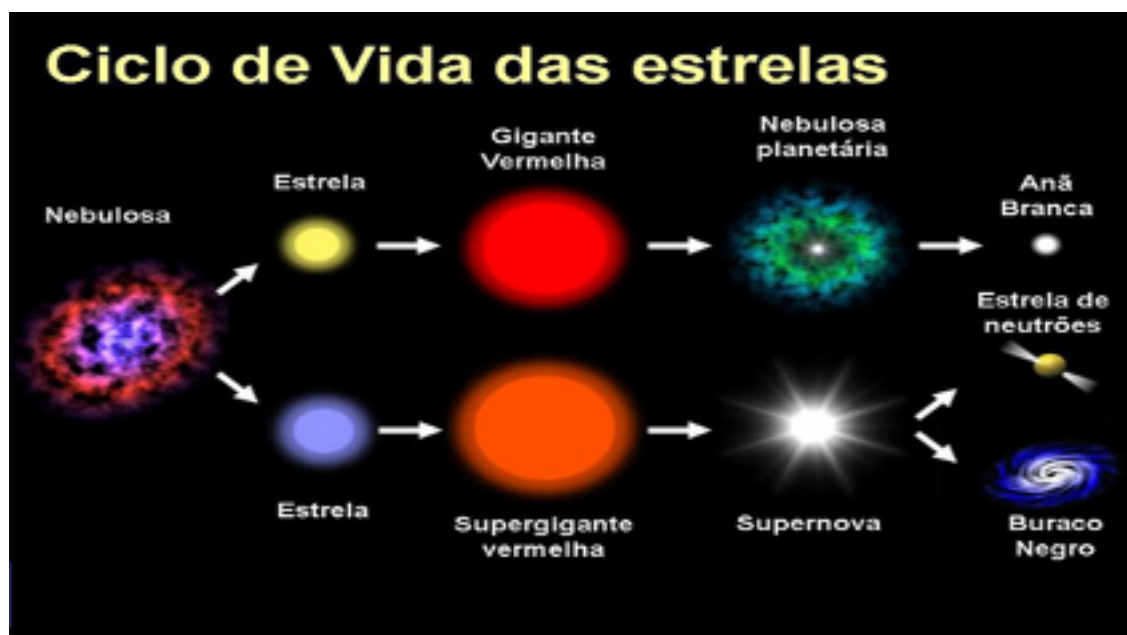 Ciclo de Vida das estrelas
Nebulosa
Estrela
Gigante
Vermelha
Nebulosa
planetária
Anã
Branca
Estrela
Supergigante
vermelha
Supernova
Estrela de
neutrões
Buraco
Negro